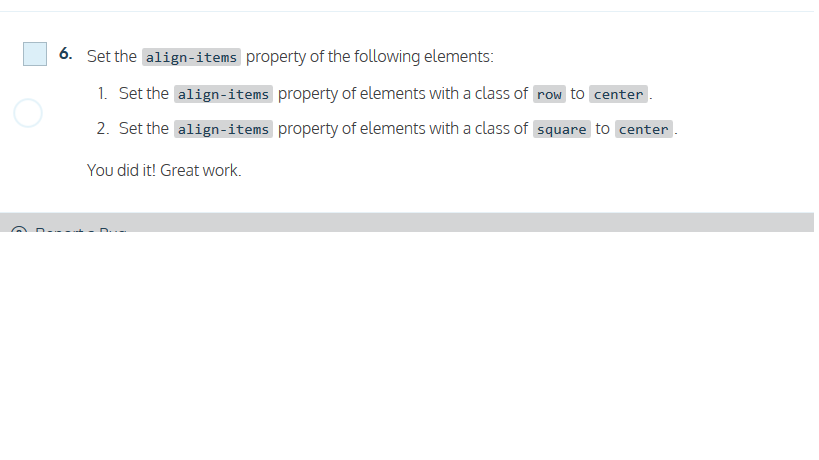 6. Set the align-items property of the following elements:
1. Set the align-items property of elements with a class of row to center.
2. Set the align-items property of elements with a class of square to center.
You did it! Great work.